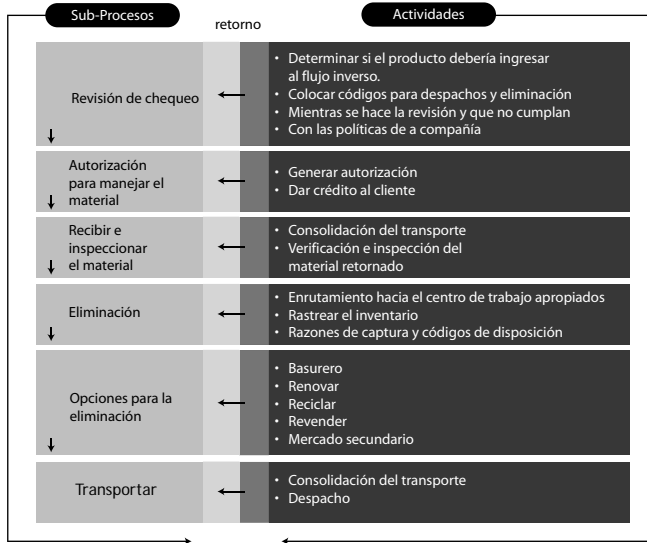 Sub-Procesos
retorno
Actividades
Revisión de chequeo
• Determinar si el producto debería ingresar
al flujo inverso.
• Colocar códigos para despachos y eliminación
• Mientras se hace la revisión y que no cumplan
• Con las políticas de a compañía
Autorización
para manejar el
material
• Generar autorización
• Dar crédito al cliente
Recibir e
inspeccionar
el material
• Consolidación del transporte
• Verificación e inspección del
material retornado
Eliminación
• Enrutamiento hacia el centro de trabajo apropiados
• Rastrear el inventario
• Razones de captura y códigos de disposición
Opciones para la
eliminación
• Basurero
• Renovar
• Reciclar
• Revender
• Mercado secundario
Transportar
• Consolidación del transporte
• Despacho